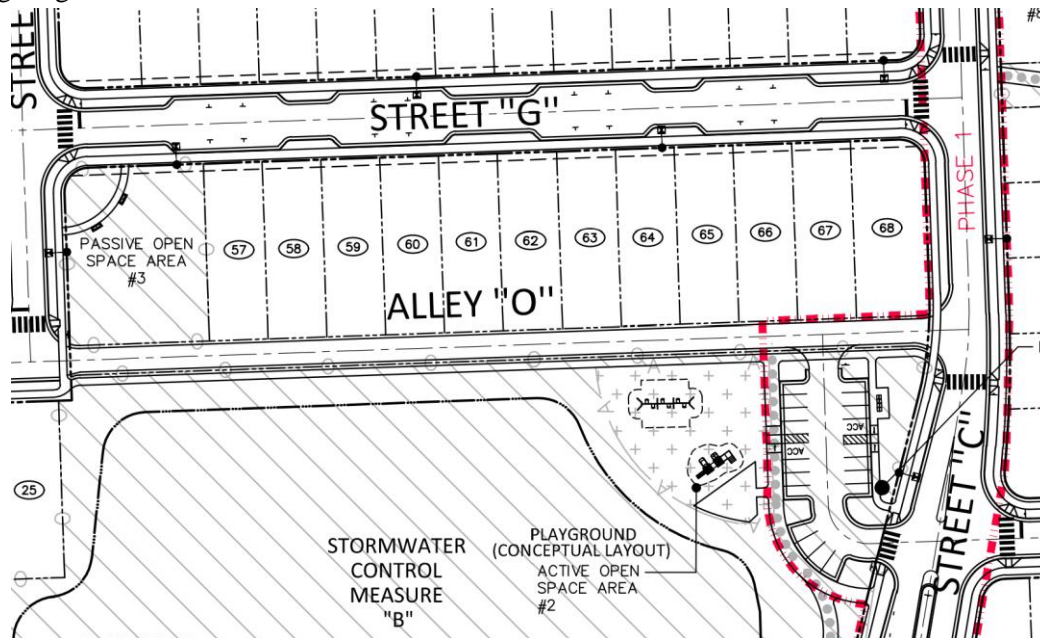 STREE
STREET "G"
PHASE 1
PASSIVE OPEN
SPACE AREA
#3
57 58 59 60 61 62 63 64 65 66 67 68
ALLEY "O"
ACC ACC
25
STREET "C"
STORMWATER
CONTROL
MEASURE
"B"
PLAYGROUND
(CONCEPTUAL LAYOUT)
ACTIVE OPEN
SPACE AREA
#2